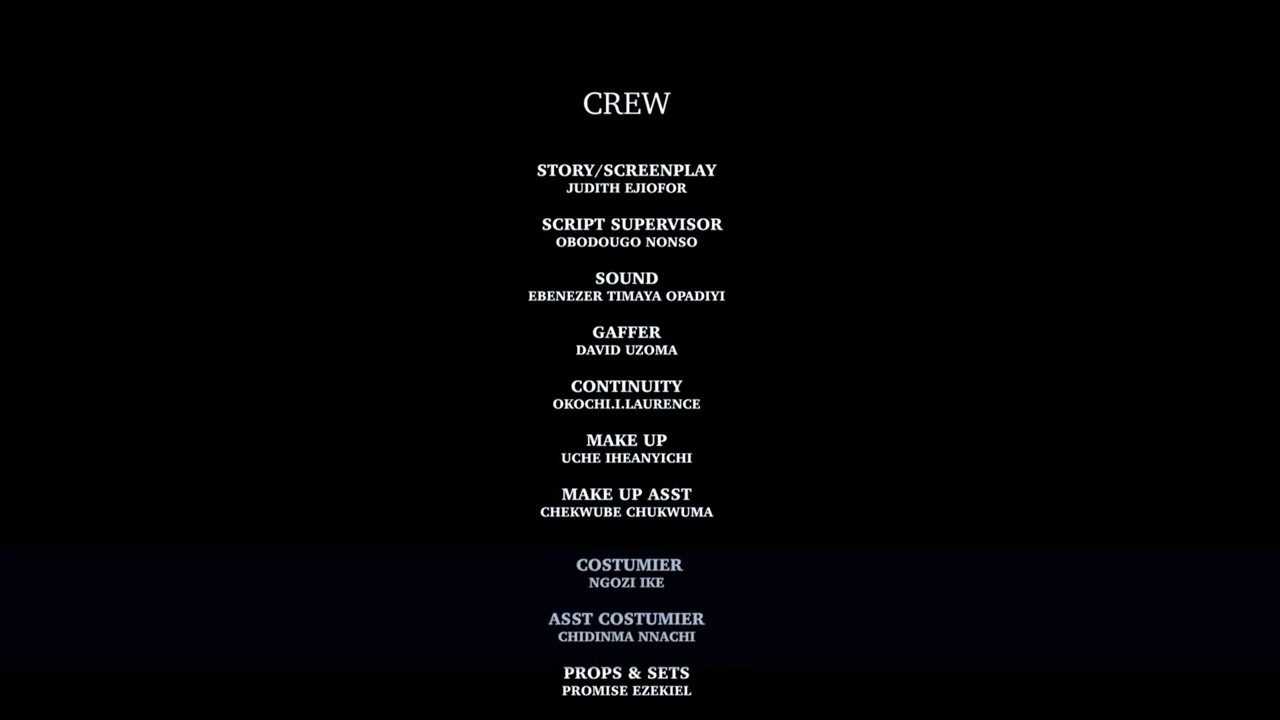 CREW
STORY/SCREENPLAY
JUDITH EJIOFOR
SCRIPT SUPERVISOR
OBODOUGO NONSO
SOUND
EBENEZER TIMAYA OPADIYI
GAFFER
DAVID UZOMA
CONTINUITY
OKOCHI.I.LAURENCE
MAKE UP
UCHE IHEANYICHI
MAKE UP ASST
CHEKWUBE CHUKWUMA
COSTUMIER
NGOZI IKE
ASST COSTUMIER
CHIDINMA NNACHI
PROPS & SETS
PROMISE EZEKIEL